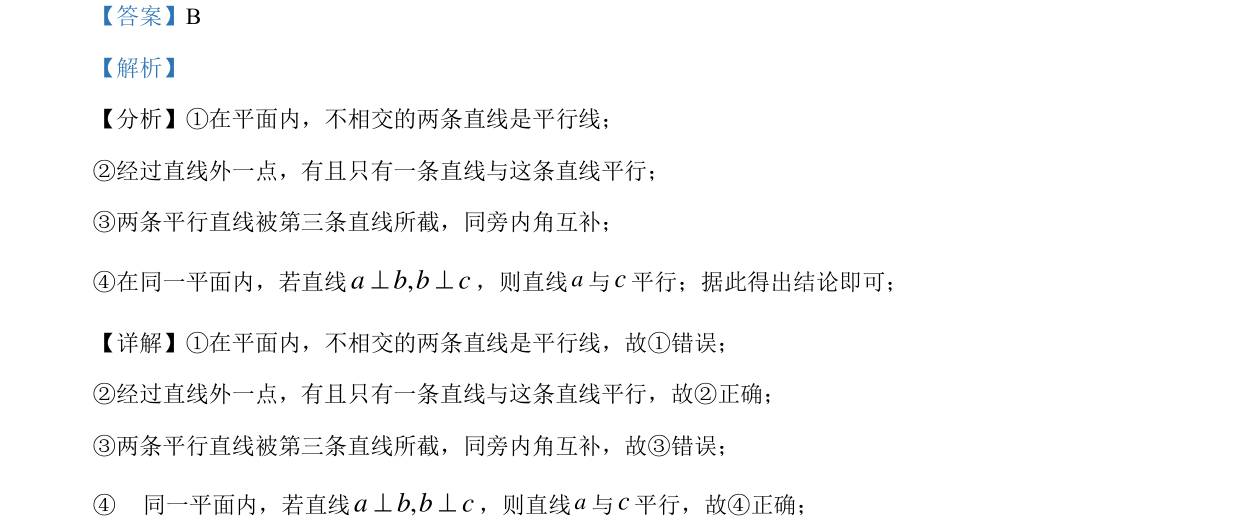 【答案】B
【解析】
【分析】①在平面内，不相交的两条直线是平行线；
②经过直线外一点，有且只有一条直线与这条直线平行；
③两条平行直线被第三条直线所截，同旁内角互补；
④在同一平面内，若直线a⊥b,b⊥c，则直线a与c平行；据此得出结论即可；
【详解】①在平面内，不相交的两条直线是平行线，故①错误；
②经过直线外一点，有且只有一条直线与这条直线平行，故②正确；
③两条平行直线被第三条直线所截，同旁内角互补，故③错误；
④ 同一平面内，若直线a⊥b,b⊥c，则直线a与c平行，故④正确；